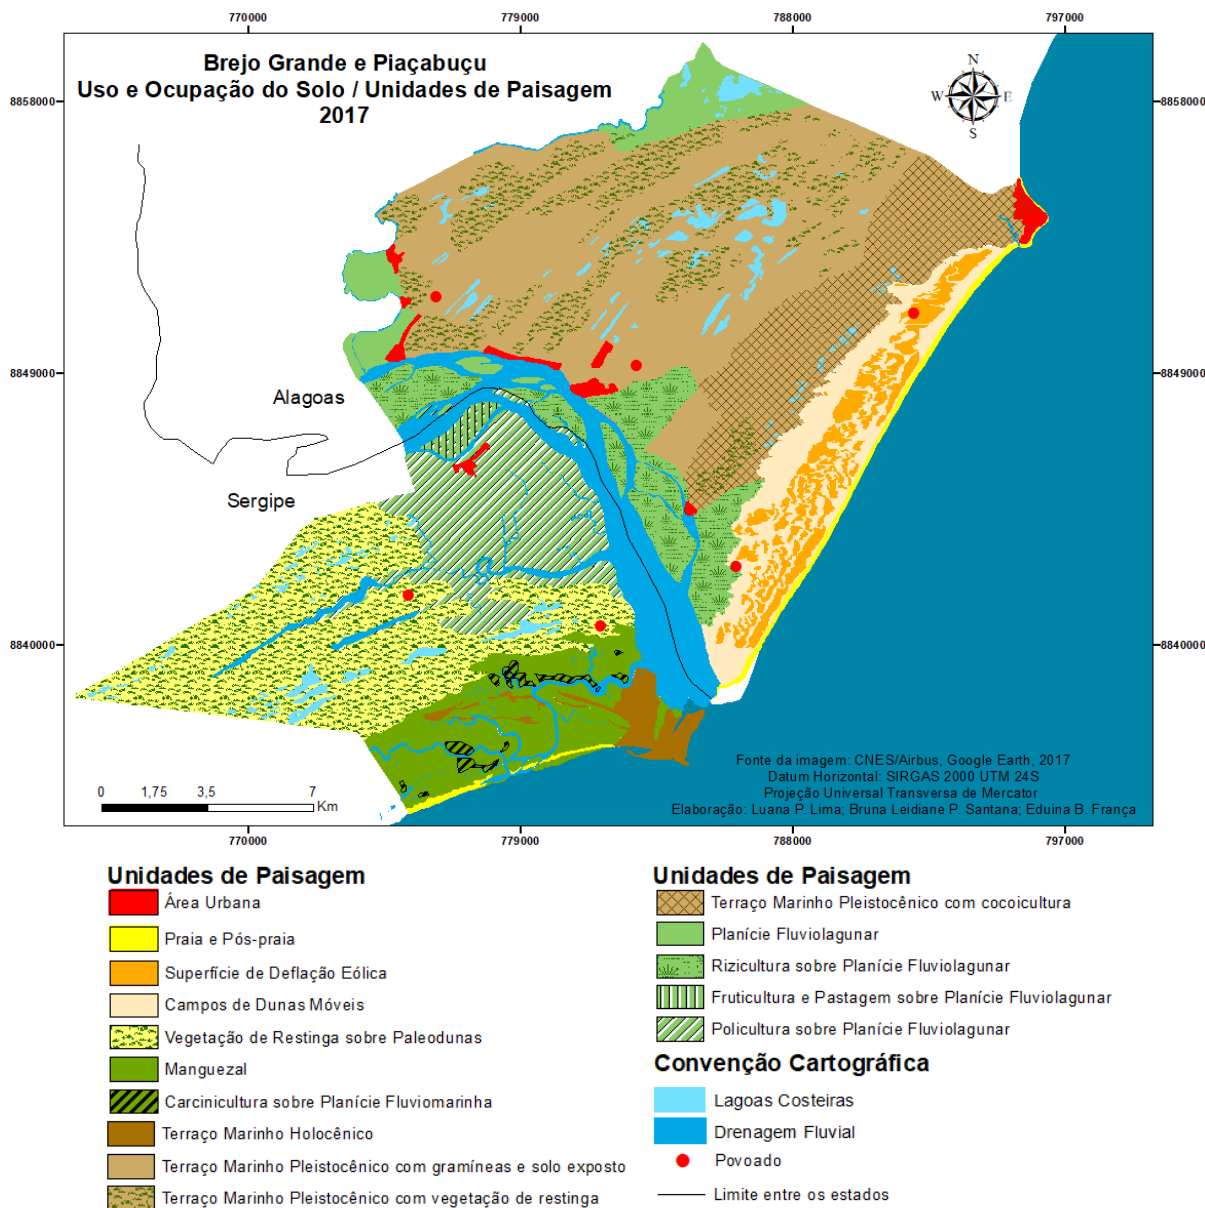 770000 779000 788000 797000
Brejo Grande e Piaçabuçu
Uso e Ocupação do Solo / Unidades de Paisagem
2017
N
W E
S
8858000 8858000
8849000 8849000
Alagoas
Sergipe
8840000 8840000
Fonte da imagem: CNES/Airbus, Google Earth, 2017
Datum Horizontal: SIRGAS 2000 UTM 24S
Projeção Universal Transversa de Mercator
Elaboração: Luana P. Lima; Bruna Leidiane P. Santana; Eduina B. França
0 1,75 3,5 7
Km
770000 779000 788000 797000
Unidades de Paisagem
Área Urbana
Praia e Pós-praia
Superfície de Deflação Eólica
Campos de Dunas Móveis
Vegetação de Restinga sobre Paleodunas
Manguezal
Carcinicultura sobre Planície Fluviomarinha
Terraço Marinho Holocênico
Terraço Marinho Pleistocênico com gramíneas e solo exposto
Terraço Marinho Pleistocênico com vegetação de restinga
Unidades de Paisagem
Terraço Marinho Pleistocênico com cocoicultura
Planície Fluviolagunar
Rizicultura sobre Planície Fluviolagunar
Fruticultura e Pastagem sobre Planície Fluviolagunar
Policultura sobre Planície Fluviolagunar
Convenção Cartográfica
Lagoas Costeiras
Drenagem Fluvial
Povoado
Limite entre os estados